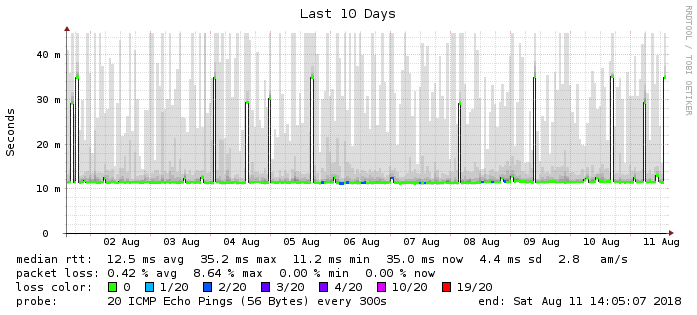 Last 10 Days
RRDTOOL / TOBI OETIKER
Seconds
40 m
30 m
20 m
10 m
0
02 Aug 03 Aug 04 Aug 05 Aug 06 Aug 07 Aug 08 Aug 09 Aug 10 Aug 11 Aug
median rtt: 12.5 ms avg 35.2 ms max 11.2 ms min 35.0 ms now 4.4 ms sd 2.8 am/s
packet loss: 0.42 % avg 8.64 % max 0.00 % min 0.00 % now
loss color: 0 1/20 2/20 3/20 4/20 10/20 19/20
probe: 20 ICMP Echo Pings (56 Bytes) every 300s end: Sat Aug 11 14:05:07 2018